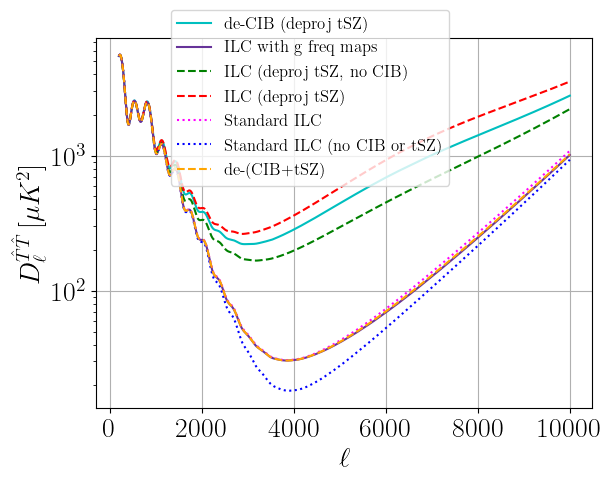 de-CIB (deproj tSZ)
ILC with g freq maps
ILC (deproj tSZ, no CIB)
ILC (deproj tSZ)
Standard ILC
Standard ILC (no CIB or tSZ)
de-(CIB+tSZ)
10³
10²
D_ℓ^{T̂T̂} [μK²]
0 2000 4000 6000 8000 10000
ℓ